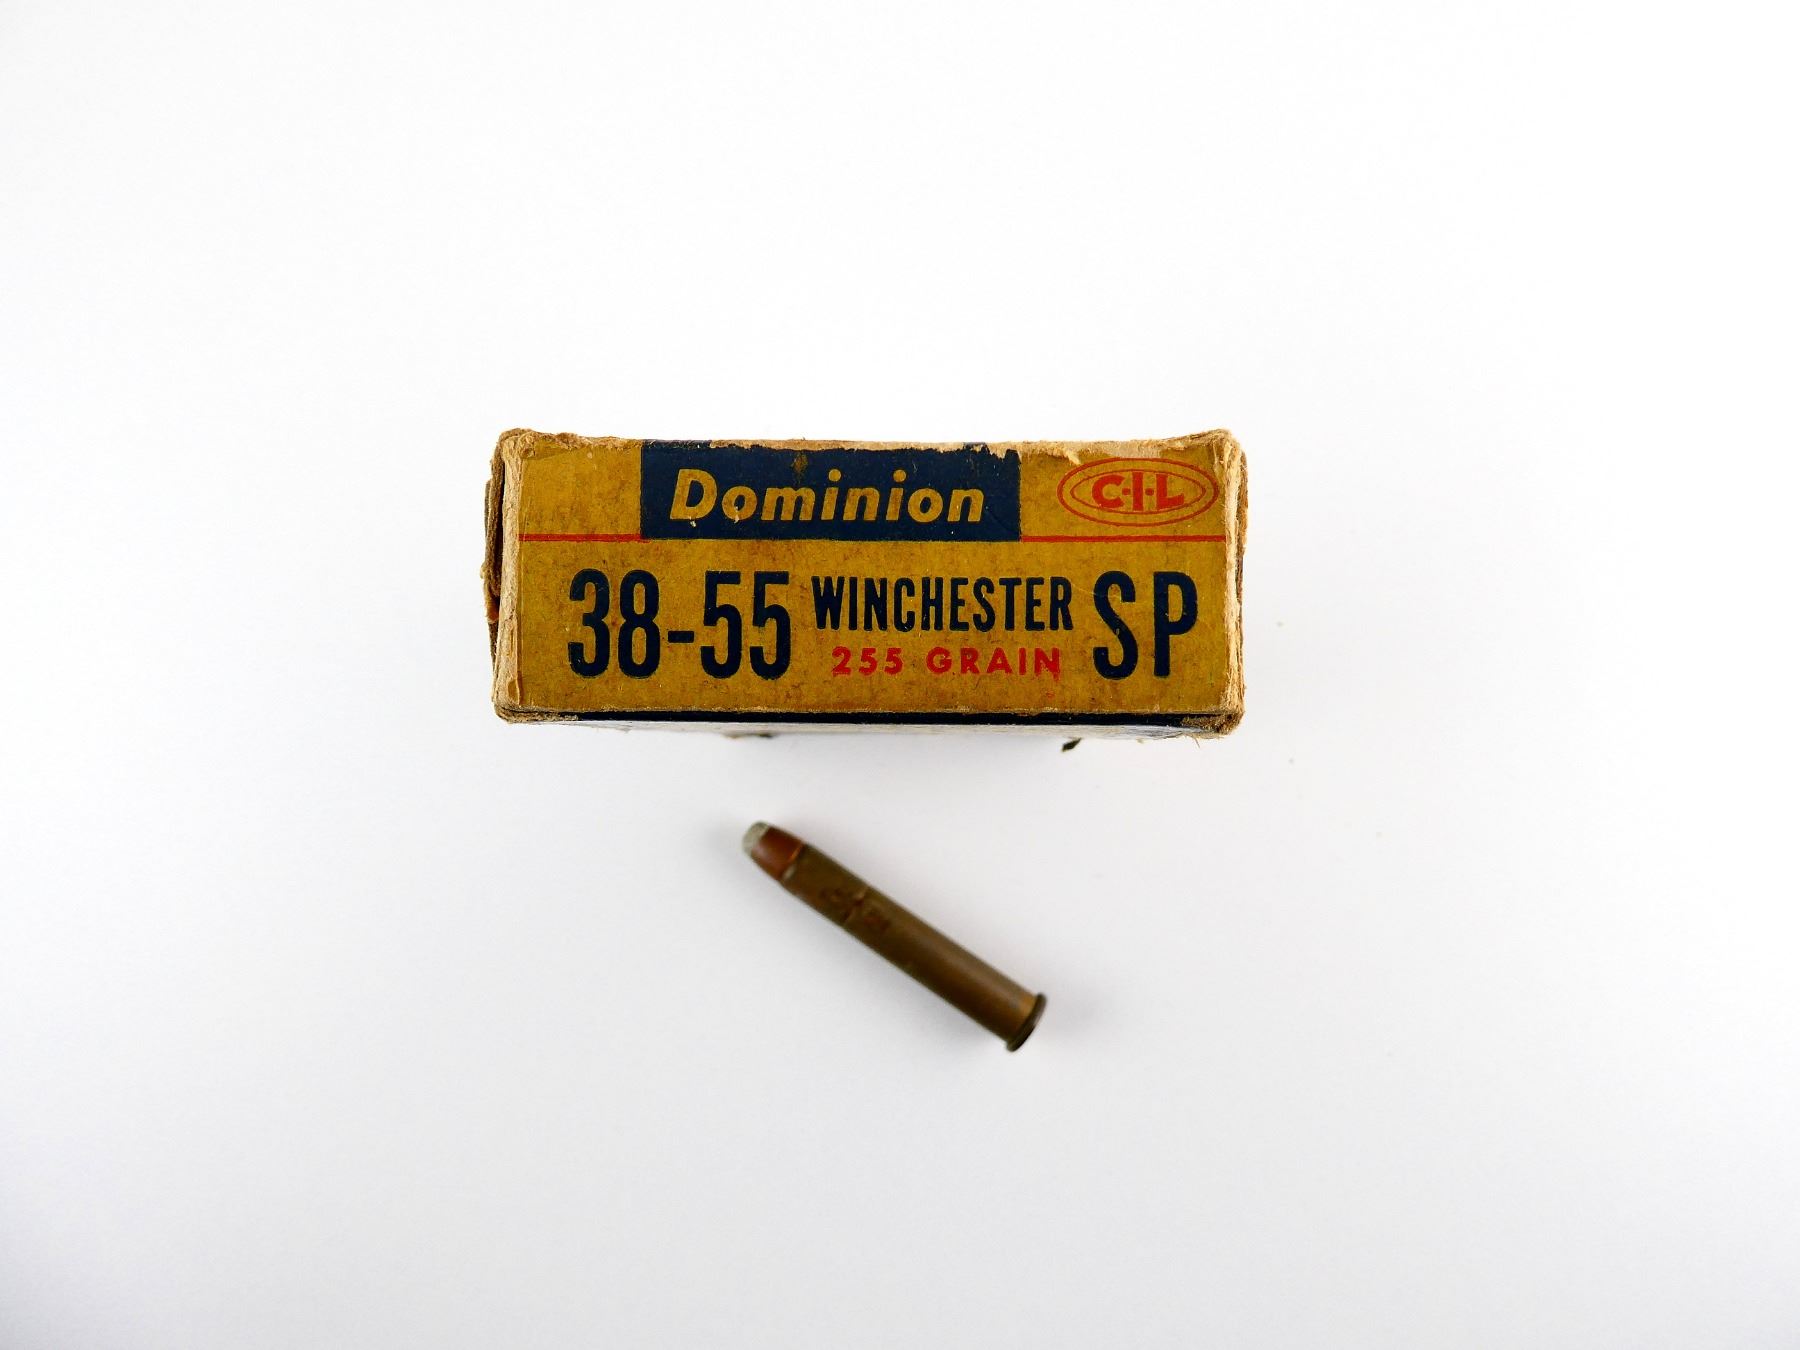 Dominion
C-I-L
38-55 WINCHESTER SP
255 GRAIN